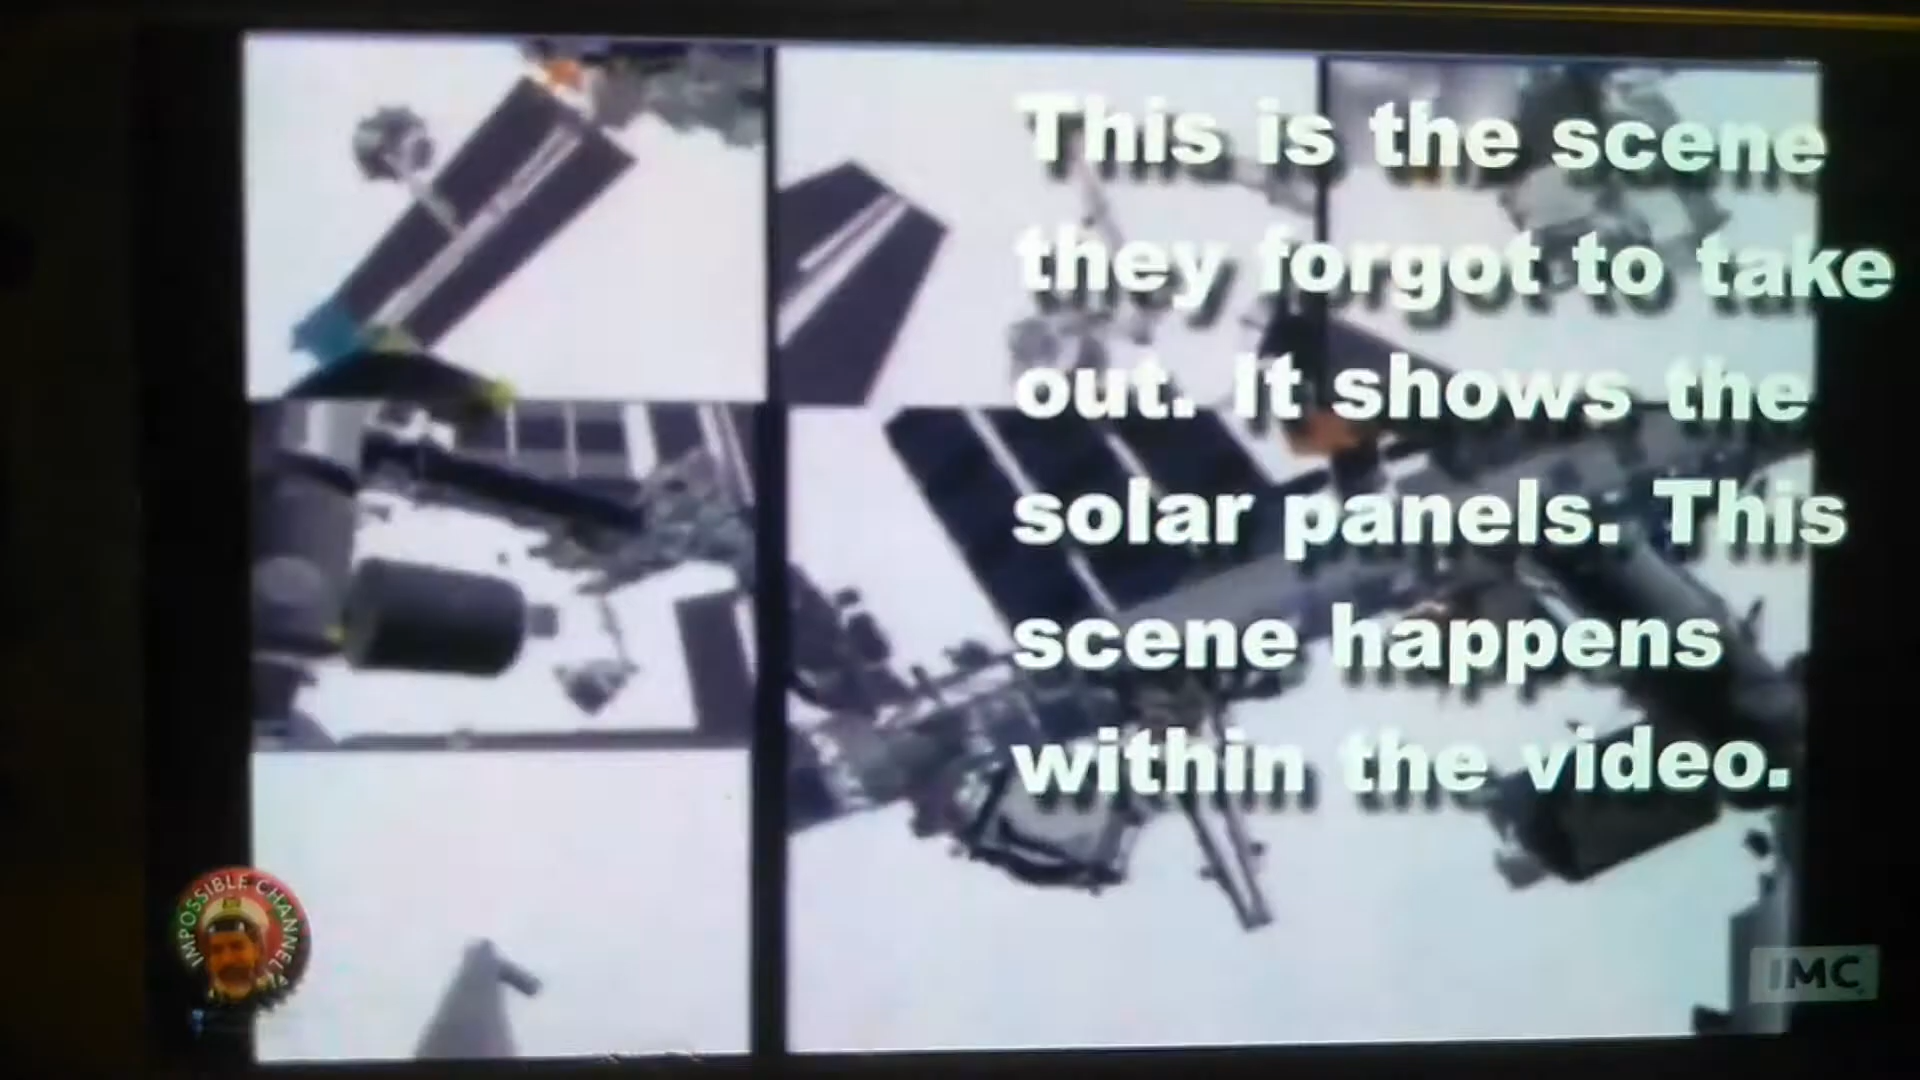 This is the scene
they forgot to take
out. It shows the
solar panels. This
scene happens
within the video.
IMPOSSIBLE CHANNEL
IMC